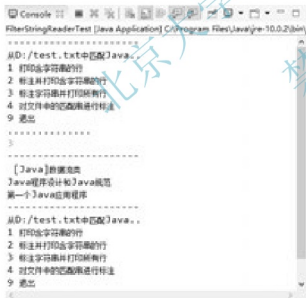 Console
FilterStringReaderTest [Java Application] C:\Program Files\Java\jre-10.0.2\bin\
------------------------
从D:/test.txt中匹配Java..
1 打印含字符串的行
2 标注并打印含字符串的行
3 标注字符串并打印所有行
4 对文件中的匹配串进行标注
9 退出
..............
3
------------------------
[Java]数据流类
Java程序设计和Java规范
第一个Java应用程序
------------------------
从D:/test.txt中匹配Java..
1 打印含字符串的行
2 标注并打印含字符串的行
3 标注字符串并打印所有行
4 对文件中的匹配串进行标注
9 退出
北京大